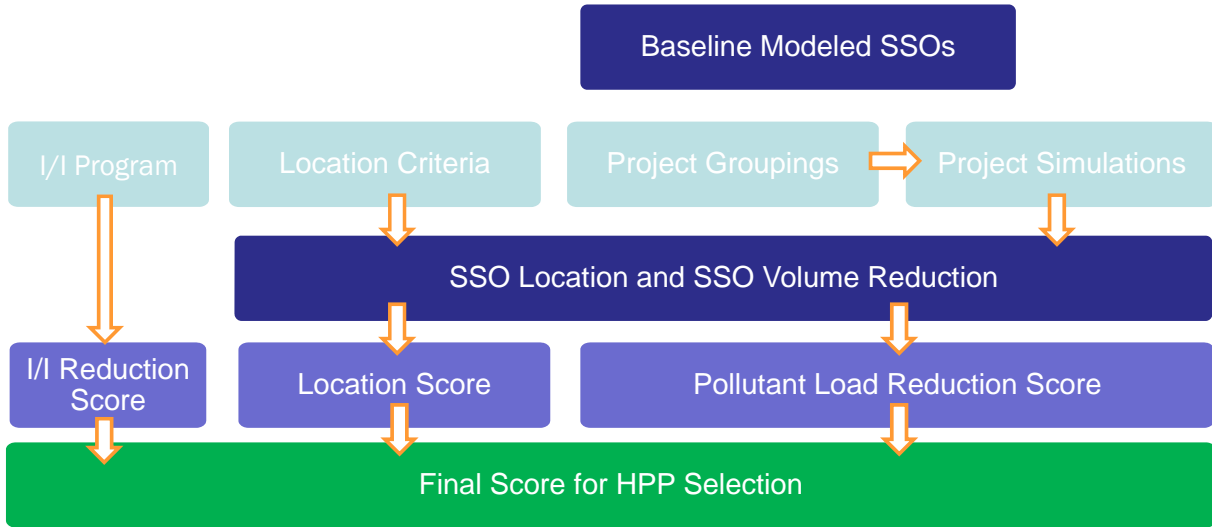 Baseline Modeled SSOs
I/I Program
Location Criteria
Project Groupings
Project Simulations
SSO Location and SSO Volume Reduction
I/I Reduction
Score
Location Score
Pollutant Load Reduction Score
Final Score for HPP Selection